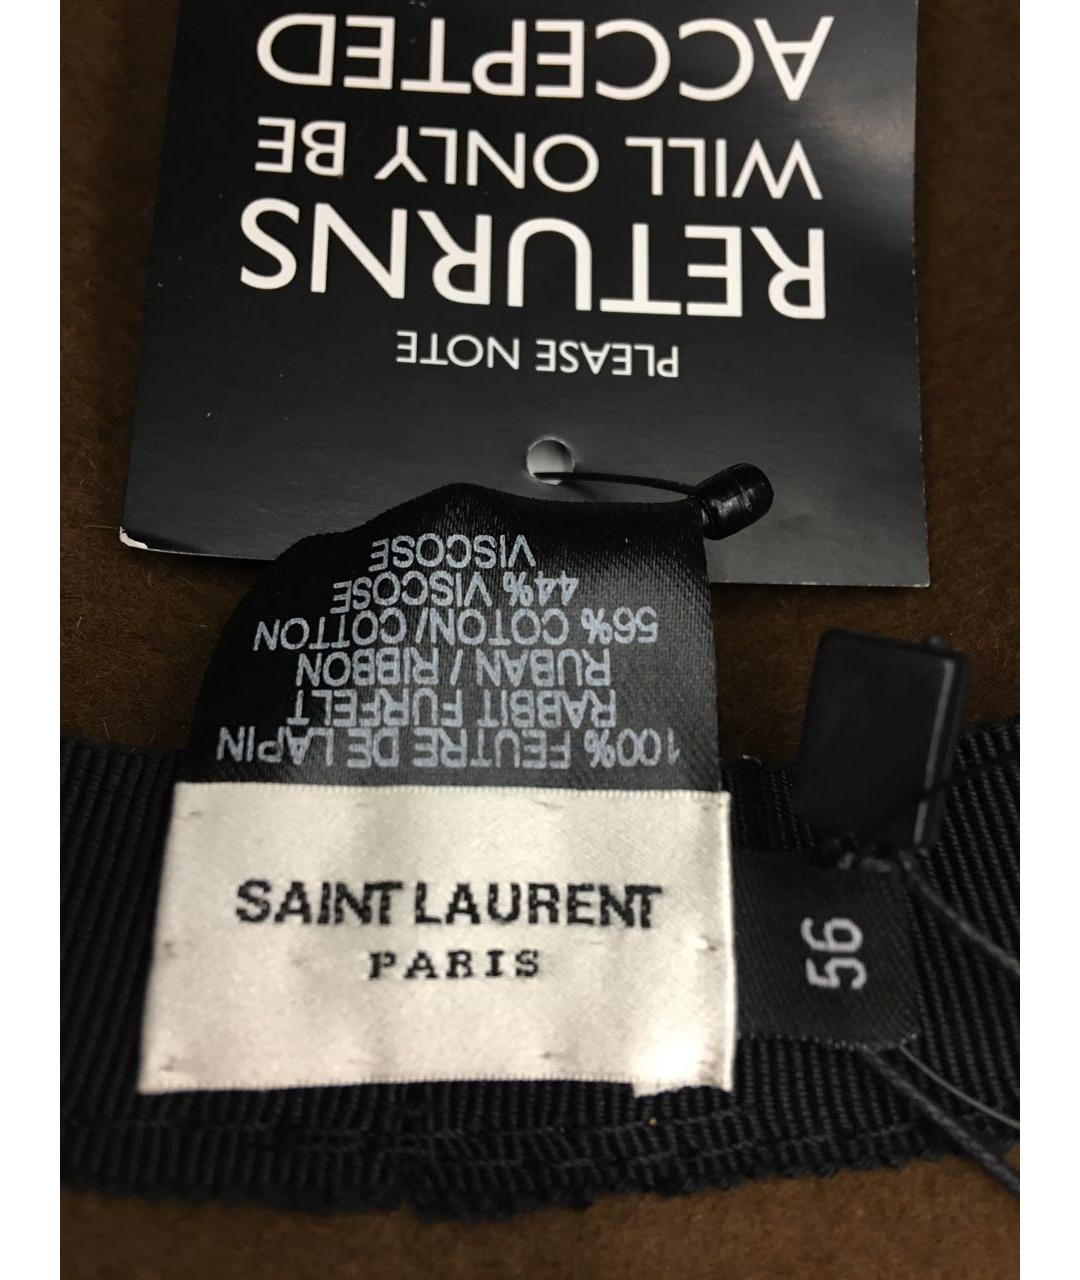 PLEASE NOTE
RETURNS
WILL ONLY BE
ACCEPTED
100% FEUTRE DE LAPIN
RABBIT FURFELT
RUBAN / RIBBON
56% COTON/COTTON
44% VISCOSE
VISCOSE
SAINT LAURENT
PARIS
56